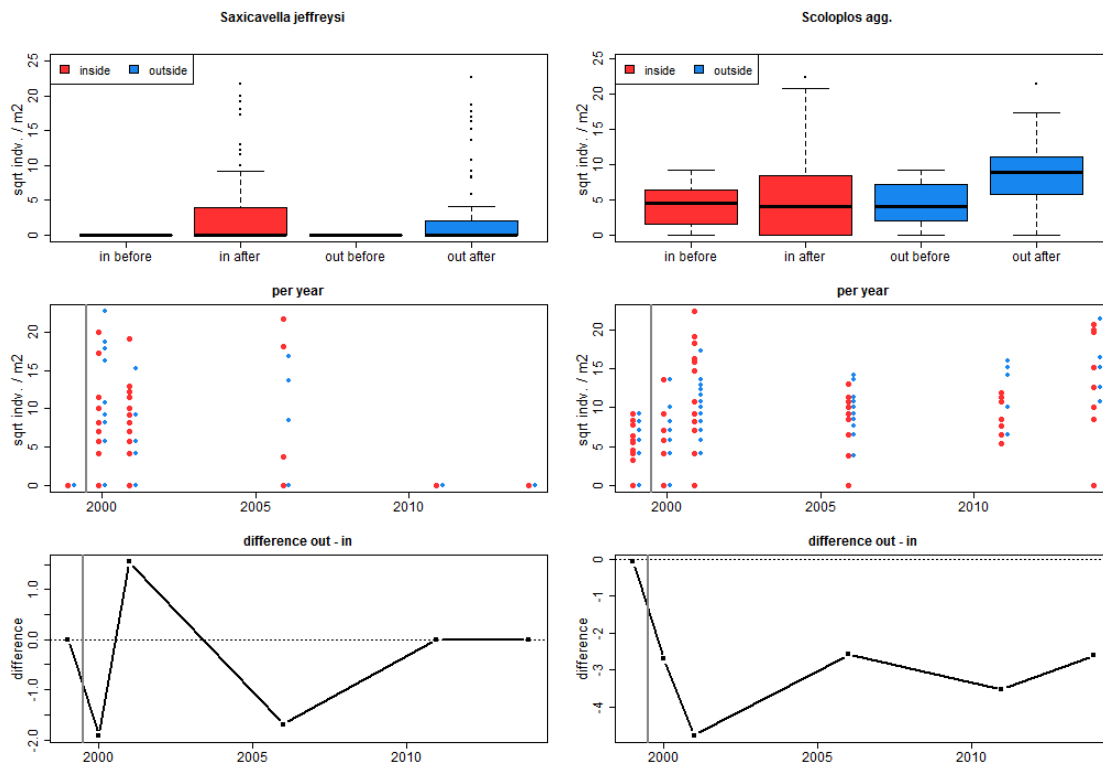 Saxicavella jeffreysi
sqrt indv. / m2
0 5 10 15 20 25
inside outside
in before in after out before out after
per year
sqrt indv. / m2
0 5 10 15 20
2000 2005 2010
difference out - in
difference
-2.0 -1.0 0.0 1.0
2000 2005 2010
Scoloplos agg.
sqrt indv. / m2
0 5 10 15 20 25
inside outside
in before in after out before out after
per year
sqrt indv. / m2
0 5 10 15 20
2000 2005 2010
difference out - in
difference
-4 -3 -2 -1 0
2000 2005 2010